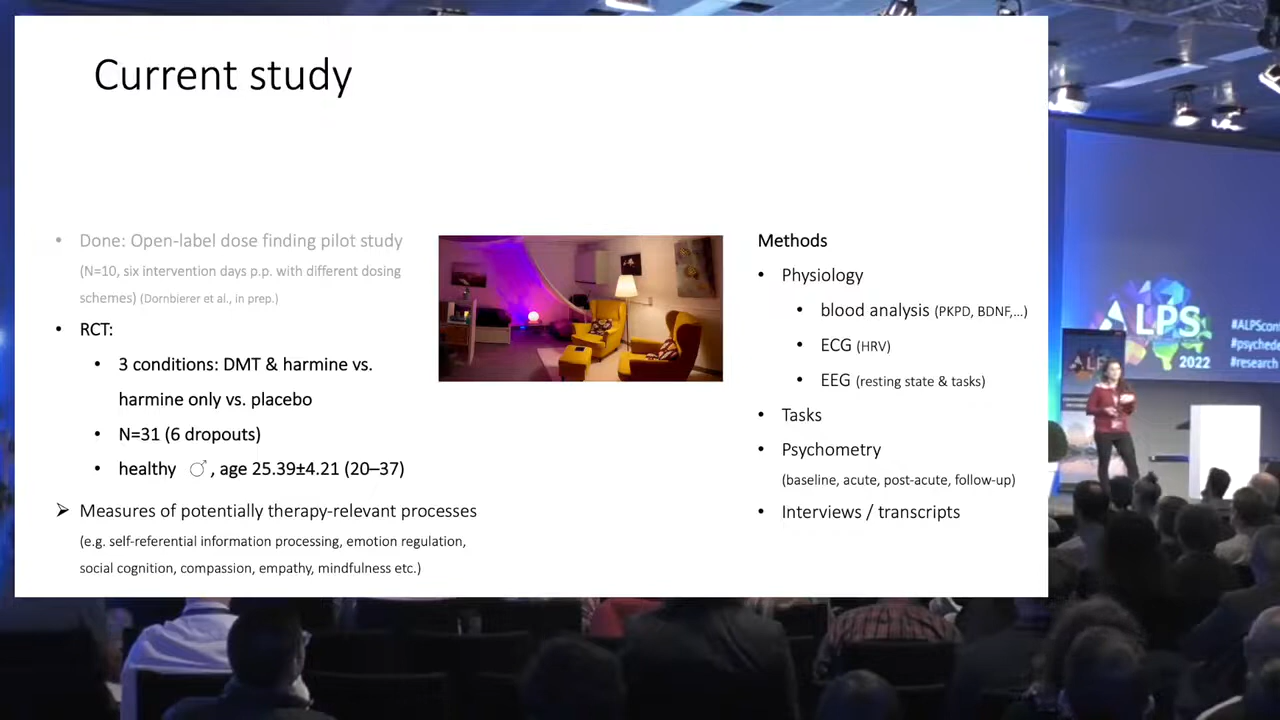 Current study
• Done: Open-label dose finding pilot study
(N=10, six intervention days p.p. with different dosing
schemes) (Dornbierer et al., in prep.)
• RCT:
• 3 conditions: DMT & harmine vs.
harmine only vs. placebo
• N=31 (6 dropouts)
• healthy ♂, age 25.39±4.21 (20–37)
➢ Measures of potentially therapy-relevant processes
(e.g. self-referential information processing, emotion regulation,
social cognition, compassion, empathy, mindfulness etc.)
Methods
• Physiology
• blood analysis (PKPD, BDNF,...)
• ECG (HRV)
• EEG (resting state & tasks)
• Tasks
• Psychometry
(baseline, acute, post-acute, follow-up)
• Interviews / transcripts
ALPS
2022
#ALPScon
#psychede
#research